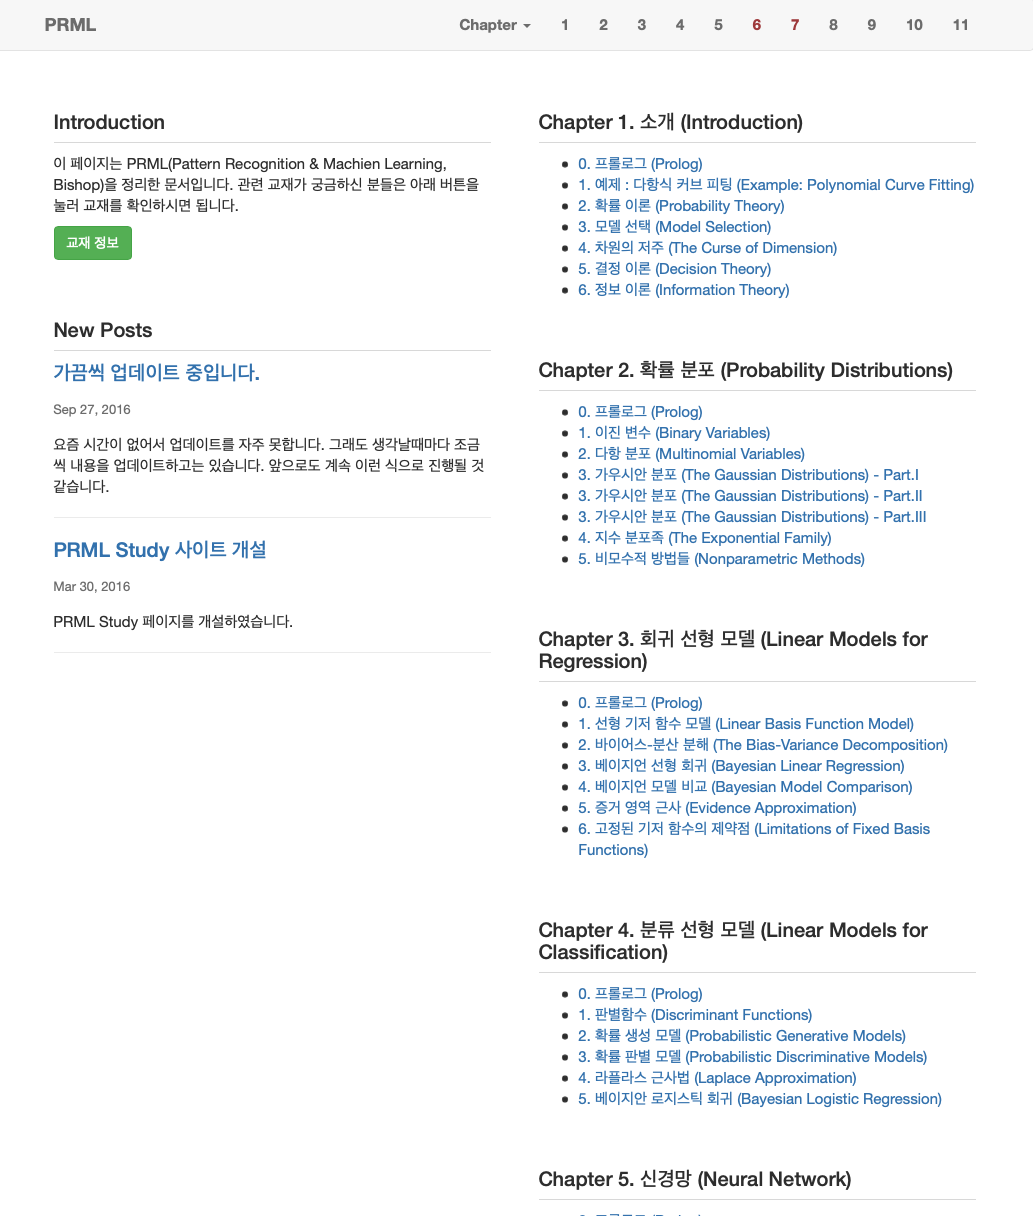 PRML
Chapter 1 2 3 4 5 6 7 8 9 10 11
Introduction
이 페이지는 PRML(Pattern Recognition & Machien Learning,
Bishop)을 정리한 문서입니다. 관련 교재가 궁금하신 분들은 아래 버튼을
눌러 교재를 확인하시면 됩니다.
교재 정보
New Posts
가끔씩 업데이트 중입니다.
Sep 27, 2016
요즘 시간이 없어서 업데이트를 자주 못합니다. 그래도 생각날때마다 조금
씩 내용을 업데이트하고는 있습니다. 앞으로도 계속 이런 식으로 진행될 것
같습니다.
PRML Study 사이트 개설
Mar 30, 2016
PRML Study 페이지를 개설하였습니다.
Chapter 1. 소개 (Introduction)
0. 프롤로그 (Prolog)
1. 예제 : 다항식 커브 피팅 (Example: Polynomial Curve Fitting)
2. 확률 이론 (Probability Theory)
3. 모델 선택 (Model Selection)
4. 차원의 저주 (The Curse of Dimension)
5. 결정 이론 (Decision Theory)
6. 정보 이론 (Information Theory)
Chapter 2. 확률 분포 (Probability Distributions)
0. 프롤로그 (Prolog)
1. 이진 변수 (Binary Variables)
2. 다항 분포 (Multinomial Variables)
3. 가우시안 분포 (The Gaussian Distributions) - Part.I
3. 가우시안 분포 (The Gaussian Distributions) - Part.II
3. 가우시안 분포 (The Gaussian Distributions) - Part.III
4. 지수 분포족 (The Exponential Family)
5. 비모수적 방법들 (Nonparametric Methods)
Chapter 3. 회귀 선형 모델 (Linear Models for
Regression)
0. 프롤로그 (Prolog)
1. 선형 기저 함수 모델 (Linear Basis Function Model)
2. 바이어스-분산 분해 (The Bias-Variance Decomposition)
3. 베이지언 선형 회귀 (Bayesian Linear Regression)
4. 베이지언 모델 비교 (Bayesian Model Comparison)
5. 증거 영역 근사 (Evidence Approximation)
6. 고정된 기저 함수의 제약점 (Limitations of Fixed Basis
Functions)
Chapter 4. 분류 선형 모델 (Linear Models for
Classification)
0. 프롤로그 (Prolog)
1. 판별함수 (Discriminant Functions)
2. 확률 생성 모델 (Probabilistic Generative Models)
3. 확률 판별 모델 (Probabilistic Discriminative Models)
4. 라플라스 근사법 (Laplace Approximation)
5. 베이지안 로지스틱 회귀 (Bayesian Logistic Regression)
Chapter 5. 신경망 (Neural Network)